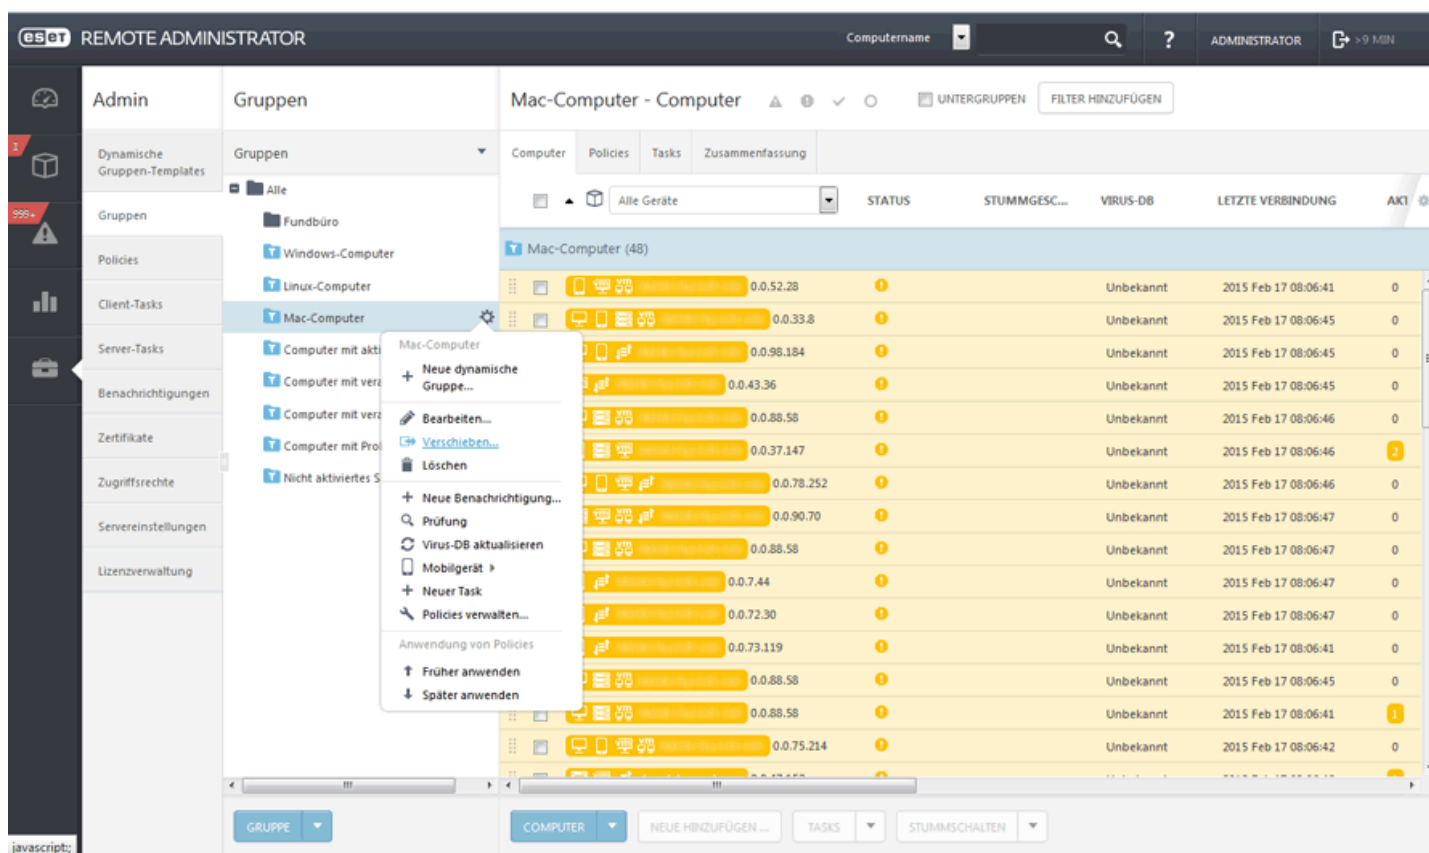 eset REMOTE ADMINISTRATOR
Computername
?
ADMINISTRATOR
>9 MIN
1
999+
Admin
Dynamische
Gruppen-Templates
Gruppen
Policies
Client-Tasks
Server-Tasks
Benachrichtigungen
Zertifikate
Zugriffsrechte
Servereinstellungen
Lizenzverwaltung
Gruppen
Gruppen
Alle
Fundbüro
Windows-Computer
Linux-Computer
Mac-Computer
Computer mit akti
Computer mit vera
Computer mit vera
Computer mit Pro
Nicht aktiviertes S
Mac-Computer
Neue dynamische
Gruppe...
Bearbeiten...
Verschieben...
Löschen
Neue Benachrichtigung...
Prüfung
Virus-DB aktualisieren
Mobilgerät
Neuer Task
Policies verwalten...
Anwendung von Policies
Früher anwenden
Später anwenden
GRUPPE
Mac-Computer - Computer
UNTERGRUPPEN
FILTER HINZUFÜGEN
Computer Policies Tasks Zusammenfassung
Alle Geräte STATUS STUMMGESC... VIRUS-DB LETZTE VERBINDUNG AKT
Mac-Computer (48)
0.0.52.28 Unbekannt 2015 Feb 17 08:06:41 0
0.0.33.8 Unbekannt 2015 Feb 17 08:06:45 0
0.0.98.184 Unbekannt 2015 Feb 17 08:06:45 0
0.0.43.36 Unbekannt 2015 Feb 17 08:06:45 0
0.0.88.58 Unbekannt 2015 Feb 17 08:06:46 0
0.0.37.147 Unbekannt 2015 Feb 17 08:06:46 2
0.0.78.252 Unbekannt 2015 Feb 17 08:06:46 0
0.0.90.70 Unbekannt 2015 Feb 17 08:06:47 0
0.0.88.58 Unbekannt 2015 Feb 17 08:06:47 0
0.0.7.44 Unbekannt 2015 Feb 17 08:06:47 0
0.0.72.30 Unbekannt 2015 Feb 17 08:06:47 0
0.0.73.119 Unbekannt 2015 Feb 17 08:06:41 0
0.0.88.58 Unbekannt 2015 Feb 17 08:06:45 0
0.0.88.58 Unbekannt 2015 Feb 17 08:06:41 1
0.0.75.214 Unbekannt 2015 Feb 17 08:06:42 0
COMPUTER
NEUE HINZUFÜGEN ...
TASKS
STUMMSCHALTEN
javascript:;